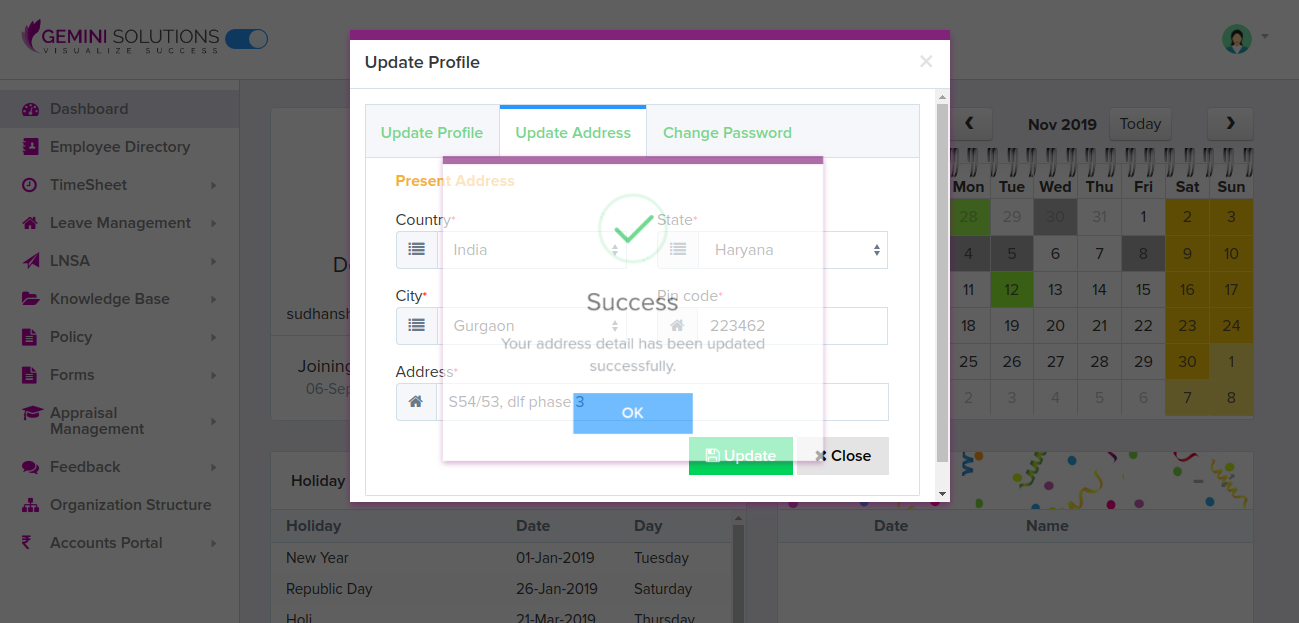 GEMINI SOLUTIONS
VISUALIZE SUCCESS
Dashboard
Employee Directory
TimeSheet
Leave Management
LNSA
Knowledge Base
Policy
Forms
Appraisal
Management
Feedback
Organization Structure
Accounts Portal
Update Profile
×
Update Profile Update Address Change Password
Present Address
Country* State*
India Haryana
City* Pin code*
Gurgaon 223462
Address*
S54/53, dlf phase 3
Update Close
Success
Your address detail has been updated
successfully.
OK
D
sudhansh
Joining
06-Sep
Nov 2019 Today
Mon Tue Wed Thu Fri Sat Sun
28 29 30 31 1 2 3
4 5 6 7 8 9 10
11 12 13 14 15 16 17
18 19 20 21 22 23 24
25 26 27 28 29 30 1
2 3 4 5 6 7 8
Holiday
Holiday Date Day
New Year 01-Jan-2019 Tuesday
Republic Day 26-Jan-2019 Saturday
Holi 21-Mar-2019 Thursday
Date Name